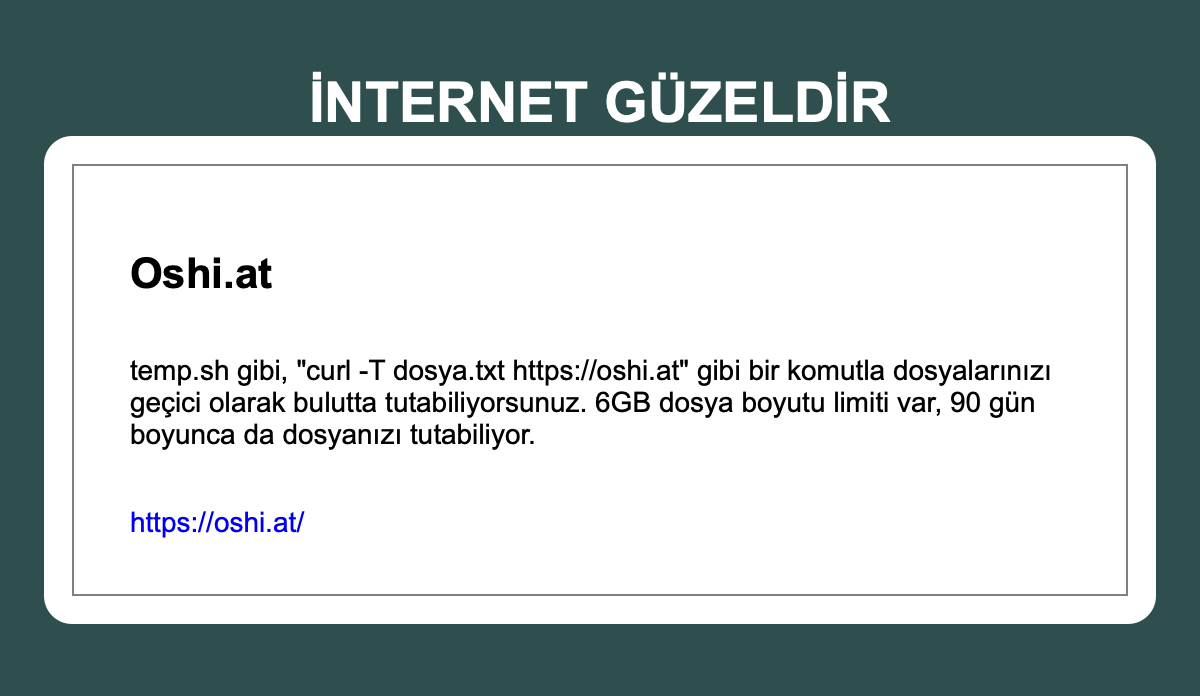 İNTERNET GÜZELDİR
Oshi.at
temp.sh gibi, "curl -T dosya.txt https://oshi.at" gibi bir komutla dosyalarınızı
geçici olarak bulutta tutabiliyorsunuz. 6GB dosya boyutu limiti var, 90 gün
boyunca da dosyanızı tutabiliyor.
https://oshi.at/